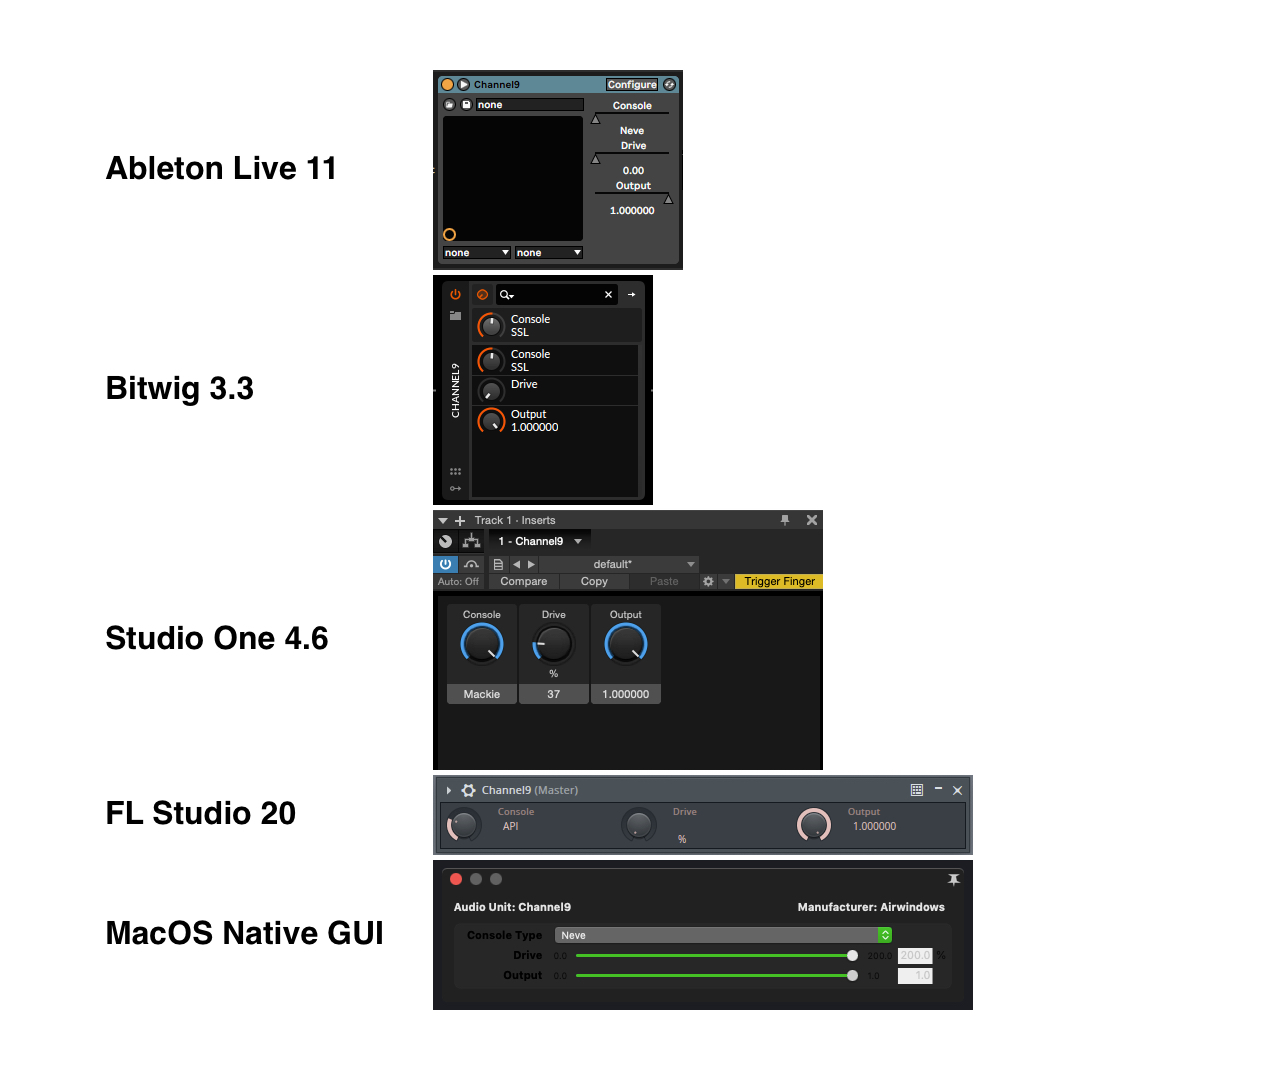 Ableton Live 11
Channel9 Configure
none
Console
Neve
Drive
0.00
Output
1.000000
none none
Bitwig 3.3
CHANNEL9
Console
SSL
Console
SSL
Drive
Output
1.000000
Studio One 4.6
Track 1 · Inserts
1 - Channel9
default*
Auto: Off Compare Copy Paste Trigger Finger
Console Drive Output
%
Mackie 37 1.000000
FL Studio 20
Channel9 (Master)
Console Drive Output
API % 1.000000
MacOS Native GUI
Audio Unit: Channel9 Manufacturer: Airwindows
Console Type Neve
Drive 0.0 200.0 200.0 %
Output 0.0 1.0 1.0